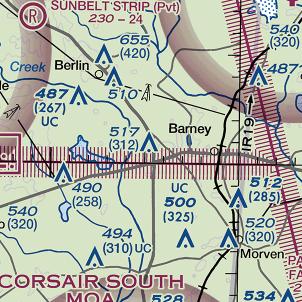 SUNBELT STRIP (Pvt)
230 - 24
R
655
(420)
540
(320)
Creek
Berlin
487
(267)
UC
510
487
IR19
517
(312)
Barney
490
(258)
UC
500
(325)
512
(285)
540
(320)
494
(310) UC
520
(320)
Morven
CORSAIR SOUTH
MOA
534